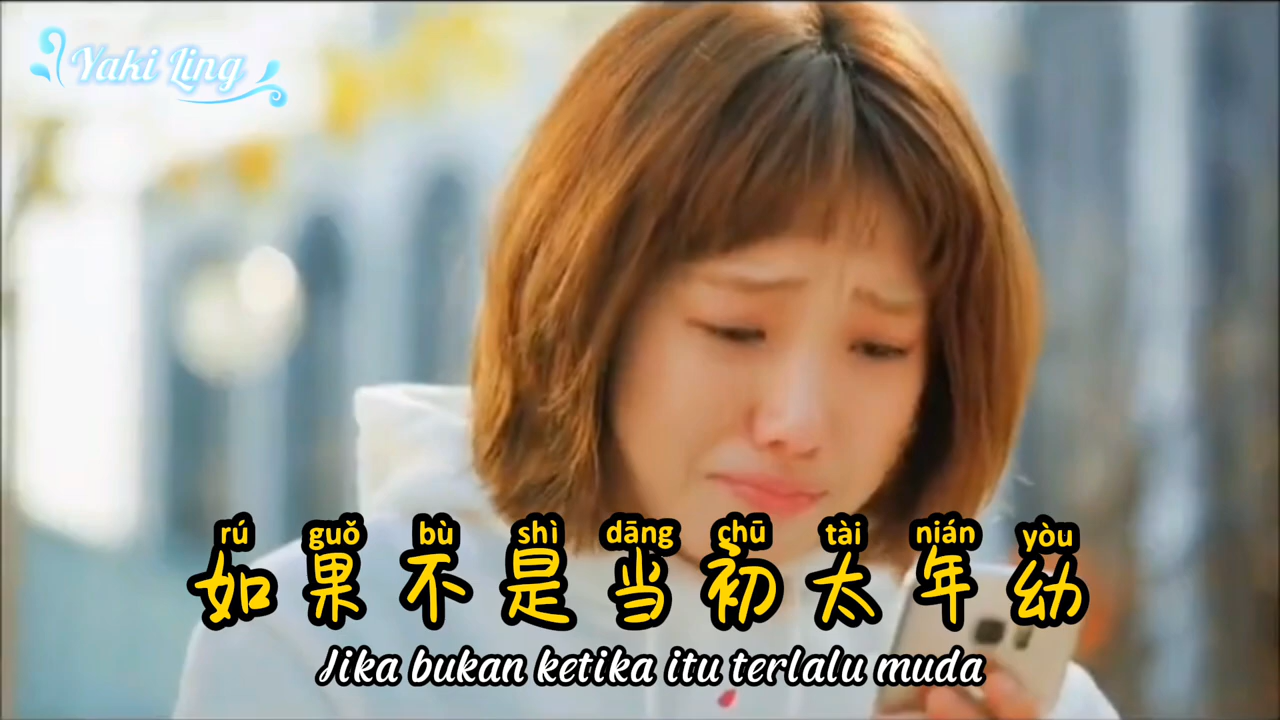 Yaki Ling
rú guǒ bù shì dāng chū tài nián yòu
如果不是当初太年幼
Jika bukan ketika itu terlalu muda